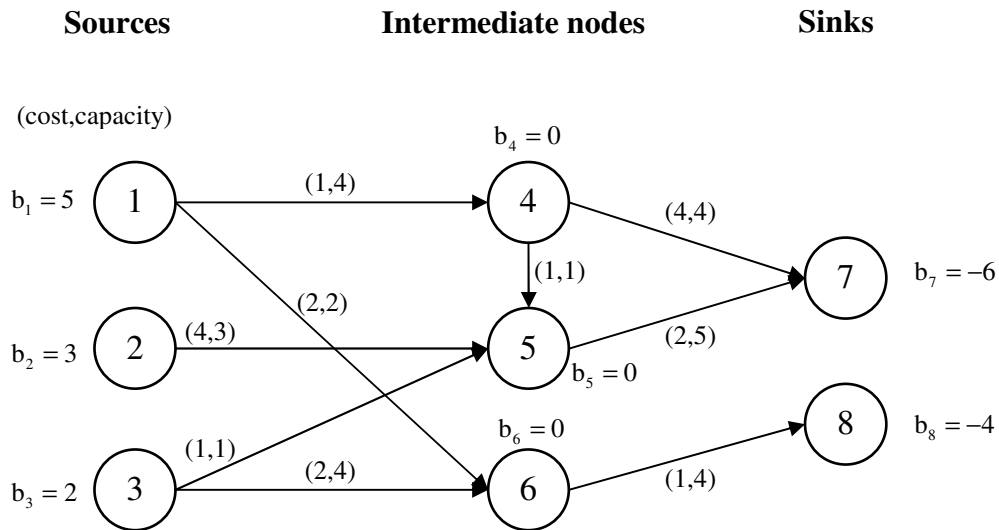 Sources
Intermediate nodes
Sinks
(cost,capacity)
b₄ = 0
b₁ = 5
1
(1,4)
4
(4,4)
(1,1)
7
b₇ = −6
(2,2)
b₂ = 3
2
(4,3)
5
(2,5)
b₅ = 0
b₆ = 0
8
b₈ = −4
(1,1)
b₃ = 2
3
(2,4)
6
(1,4)